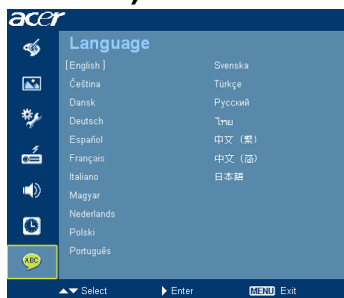 acer
Language
[ English ]
Čeština
Dansk
Deutsch
Español
Français
Italiano
Magyar
Nederlands
Polski
Português
Svenska
Türkçe
Русский
ไทย
中文 (繁)
中文 (简)
日本語
ABC
▲▼ Select ▶ Enter MENU Exit